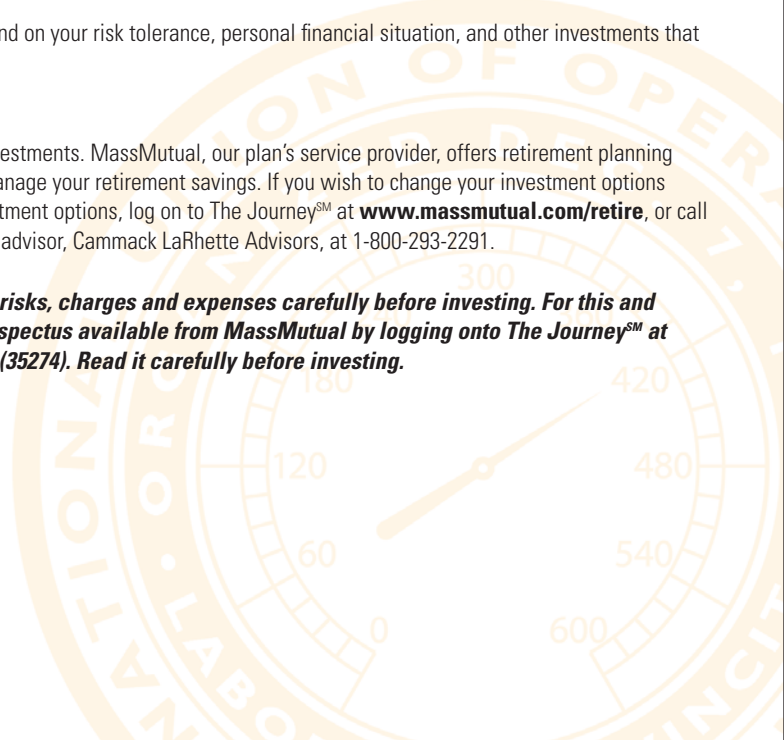 nd on your risk tolerance, personal financial situation, and other investments that
estments. MassMutual, our plan's service provider, offers retirement planning
anage your retirement savings. If you wish to change your investment options
tment options, log on to The Journey℠ at www.massmutual.com/retire, or call
advisor, Cammack LaRhette Advisors, at 1-800-293-2291.
risks, charges and expenses carefully before investing. For this and
spectus available from MassMutual by logging onto The Journey℠ at
(35274). Read it carefully before investing.
300
180
420
120
480
60
540
0
600